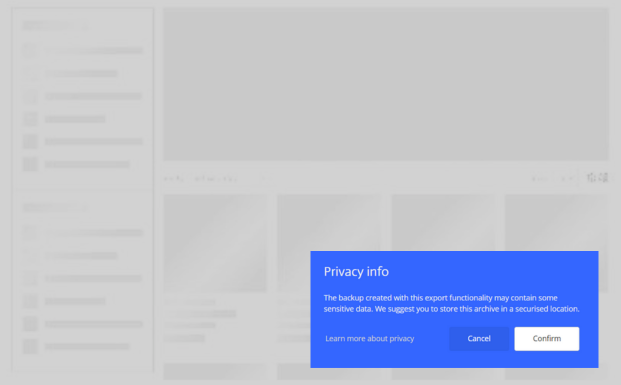 Privacy info
The backup created with this export functionality may contain some
sensitive data. We suggest you to store this archive in a securised location.
Learn more about privacy
Cancel
Confirm